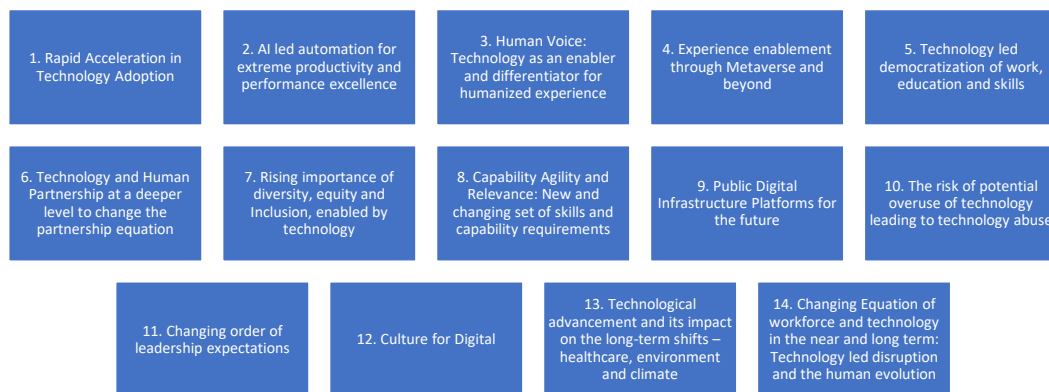 1. Rapid Acceleration in
Technology Adoption
2. AI led automation for
extreme productivity and
performance excellence
3. Human Voice:
Technology as an enabler
and differentiator for
humanized experience
4. Experience enablement
through Metaverse and
beyond
5. Technology led
democratization of work,
education and skills
6. Technology and Human
Partnership at a deeper
level to change the
partnership equation
7. Rising importance of
diversity, equity and
Inclusion, enabled by
technology
8. Capability Agility and
Relevance: New and
changing set of skills and
capability requirements
9. Public Digital
Infrastructure Platforms for
the future
10. The risk of potential
overuse of technology
leading to technology abuse
11. Changing order of
leadership expectations
12. Culture for Digital
13. Technological
advancement and its impact
on the long-term shifts –
healthcare, environment
and climate
14. Changing Equation of
workforce and technology
in the near and long term:
Technology led disruption
and the human evolution